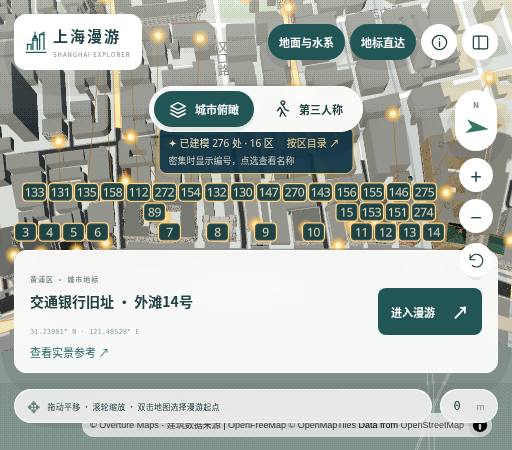 上海漫游
SHANGHAI EXPLORER
地面与水系
地标直达
汉口路
城市俯瞰
第三人称
N
✦ 已建模 276 处 · 16 区 按区目录 ↗
密集时显示编号，点选查看名称
133 131 135 158 112 272 154 132 130 147 270 143 156 155 146 275
89 15 153 151 274
3 4 5 6 7 8 9 10 11 12 13 14
黄浦区 · 城市地标
交通银行旧址 · 外滩14号
31.23981° N · 121.48528° E
查看实景参考 ↗
进入漫游 ↗
拖动平移 · 滚轮缩放 · 双击地图选择漫游起点
0 m
© Overture Maps · 建筑数据来源 | OpenFreeMap © OpenMapTiles Data from OpenStreetMap